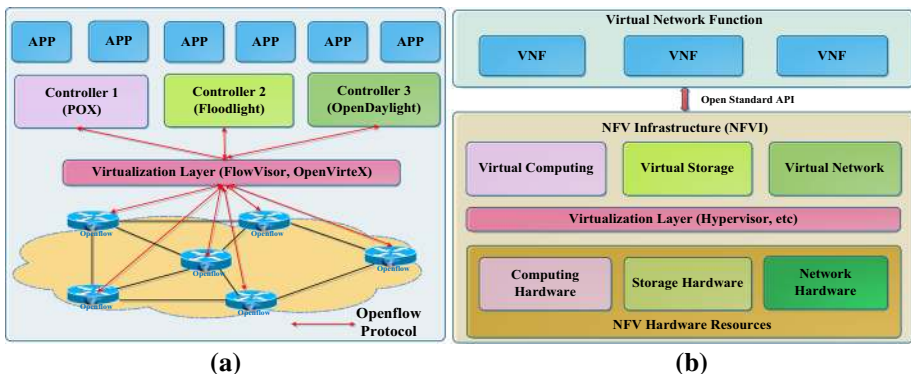 APP APP APP APP APP APP
Controller 1
(POX)
Controller 2
(Floodlight)
Controller 3
(OpenDaylight)
Virtualization Layer (FlowVisor, OpenVirteX)
Openflow
Openflow
Openflow
Openflow
Openflow
Openflow
Openflow
Protocol
(a)
Virtual Network Function
VNF VNF VNF
Open Standard API
NFV Infrastructure (NFVI)
Virtual Computing
Virtual Storage
Virtual Network
Virtualization Layer (Hypervisor, etc)
Computing
Hardware
Storage Hardware
Network
Hardware
NFV Hardware Resources
(b)